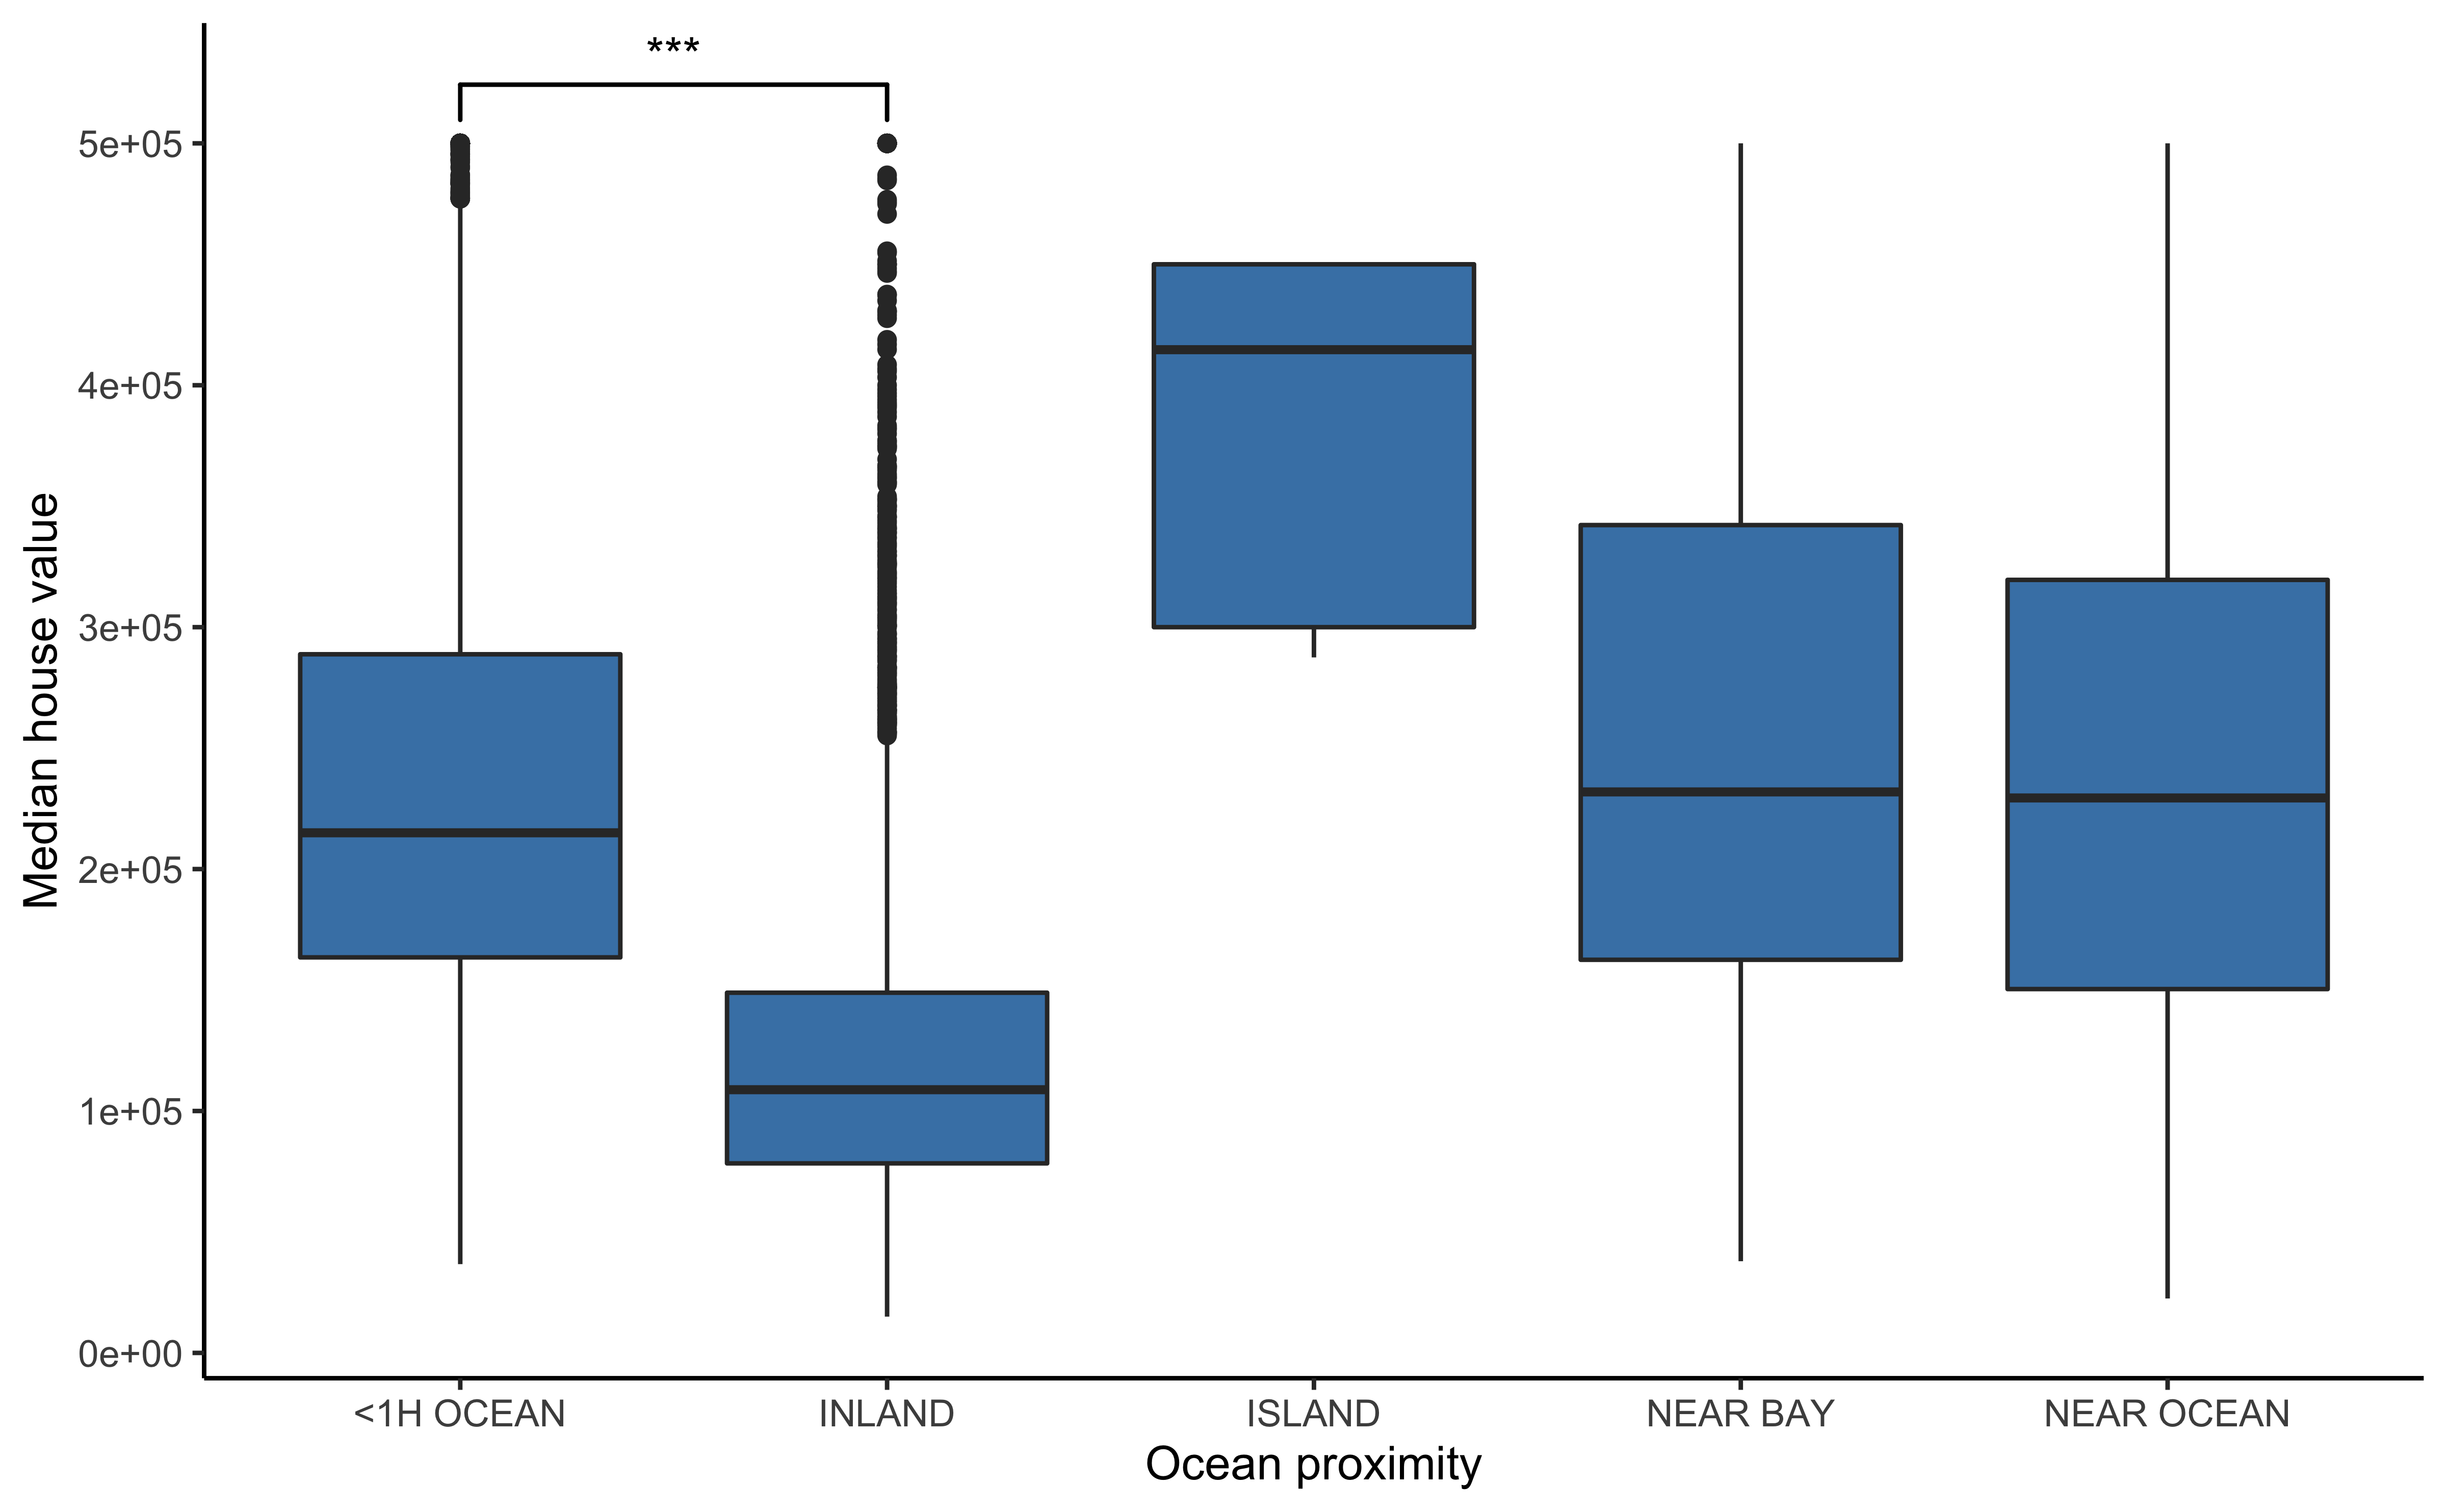 ***
5e+05
4e+05
3e+05
2e+05
1e+05
0e+00
Median house value
<1H OCEAN INLAND ISLAND NEAR BAY NEAR OCEAN
Ocean proximity